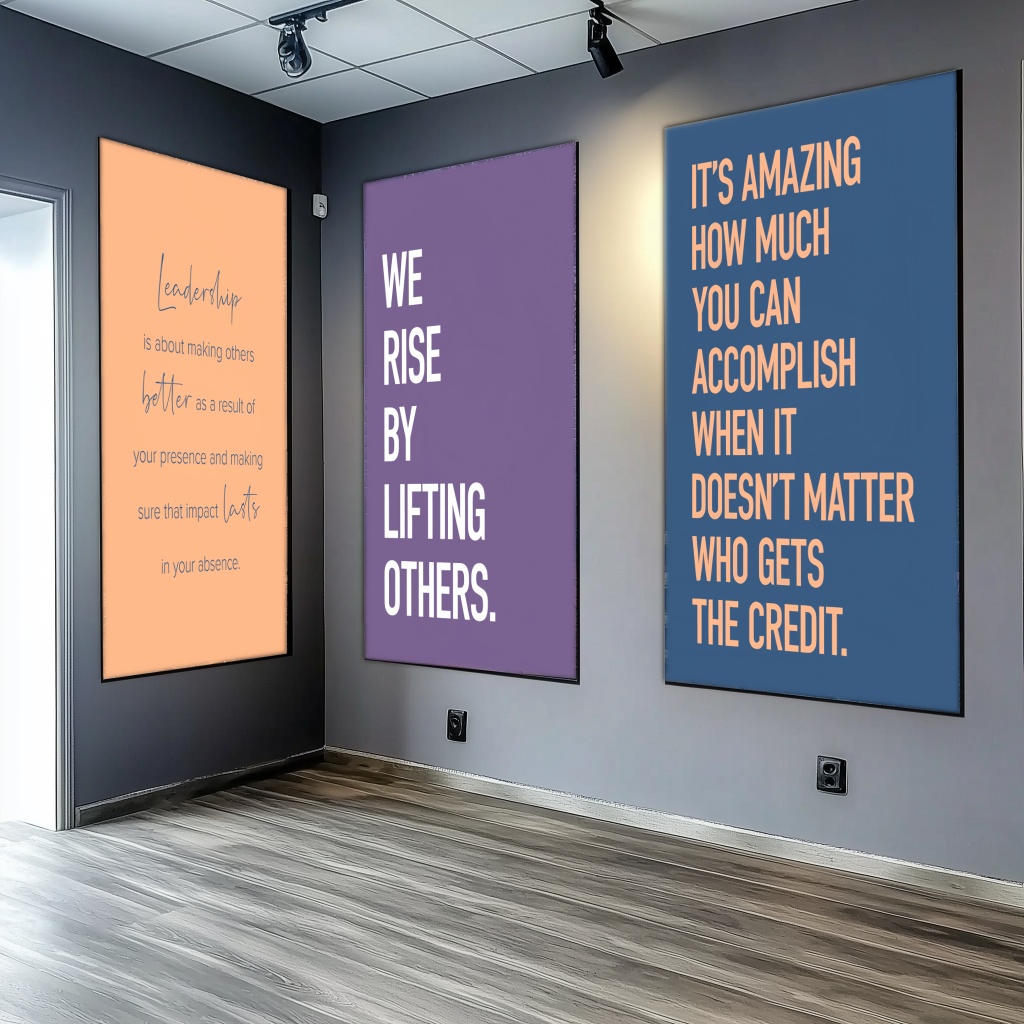 Leadership
is about making others
better as a result of
your presence and making
sure that impact lasts
in your absence.
WE
RISE
BY
LIFTING
OTHERS.
IT'S AMAZING
HOW MUCH
YOU CAN
ACCOMPLISH
WHEN IT
DOESN'T MATTER
WHO GETS
THE CREDIT.